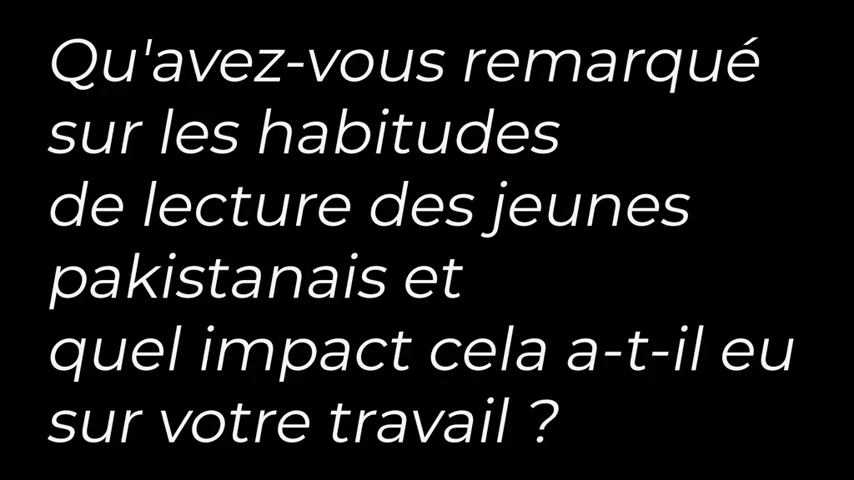 Qu'avez-vous remarqué
sur les habitudes
de lecture des jeunes
pakistanais et
quel impact cela a-t-il eu
sur votre travail ?